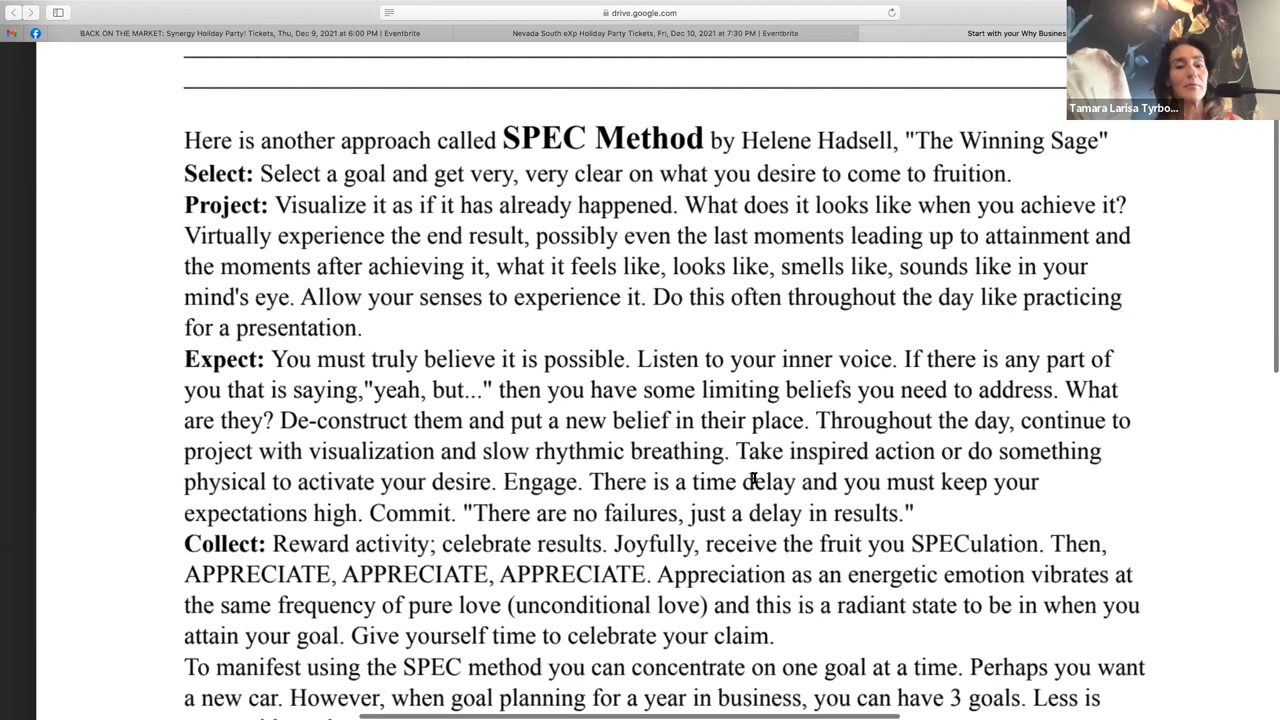 drive.google.com
BACK ON THE MARKET: Synergy Holiday Party! Tickets, Thu, Dec 9, 2021 at 6:00 PM | Eventbrite
Nevada South eXp Holiday Party Tickets, Fri, Dec 10, 2021 at 7:30 PM | Eventbrite
Start with your Why Busines
Tamara Larisa Tyrbo...
Here is another approach called SPEC Method by Helene Hadsell, "The Winning Sage"
Select: Select a goal and get very, very clear on what you desire to come to fruition.
Project: Visualize it as if it has already happened. What does it looks like when you achieve it?
Virtually experience the end result, possibly even the last moments leading up to attainment and
the moments after achieving it, what it feels like, looks like, smells like, sounds like in your
mind's eye. Allow your senses to experience it. Do this often throughout the day like practicing
for a presentation.
Expect: You must truly believe it is possible. Listen to your inner voice. If there is any part of
you that is saying,"yeah, but..." then you have some limiting beliefs you need to address. What
are they? De-construct them and put a new belief in their place. Throughout the day, continue to
project with visualization and slow rhythmic breathing. Take inspired action or do something
physical to activate your desire. Engage. There is a time delay and you must keep your
expectations high. Commit. "There are no failures, just a delay in results."
Collect: Reward activity; celebrate results. Joyfully, receive the fruit you SPECulation. Then,
APPRECIATE, APPRECIATE, APPRECIATE. Appreciation as an energetic emotion vibrates at
the same frequency of pure love (unconditional love) and this is a radiant state to be in when you
attain your goal. Give yourself time to celebrate your claim.
To manifest using the SPEC method you can concentrate on one goal at a time. Perhaps you want
a new car. However, when goal planning for a year in business, you can have 3 goals. Less is